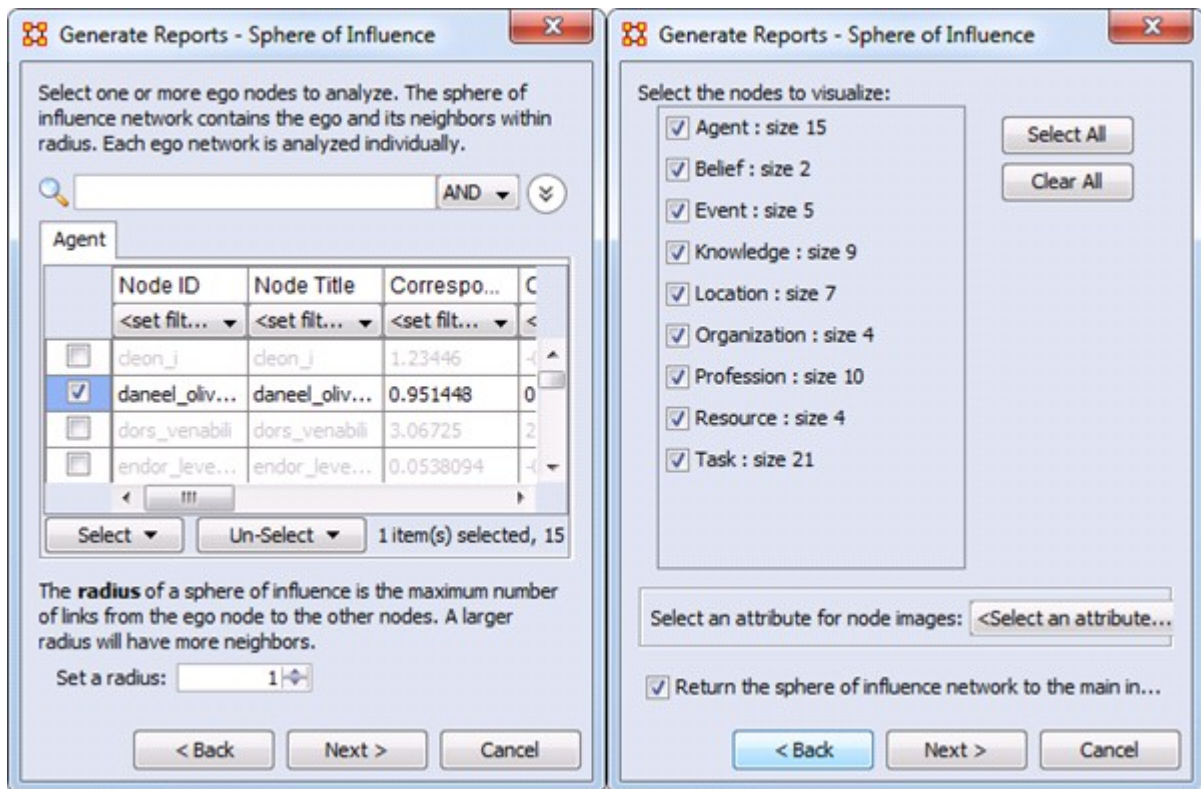 Generate Reports - Sphere of Influence
Select one or more ego nodes to analyze. The sphere of
influence network contains the ego and its neighbors within
radius. Each ego network is analyzed individually.
AND
Agent
Node ID Node Title Correspo... C
<set filt... <set filt... <set filt... <
cleon_i cleon_i 1.23446 -0
daneel_oliv... daneel_oliv... 0.951448 0
dors_venabili dors_venabili 3.06725 2
endor_leve... endor_leve... 0.0538094 -0
Select Un-Select 1 item(s) selected, 15
The radius of a sphere of influence is the maximum number
of links from the ego node to the other nodes. A larger
radius will have more neighbors.
Set a radius: 1
< Back Next > Cancel
Generate Reports - Sphere of Influence
Select the nodes to visualize:
Agent : size 15
Belief : size 2
Event : size 5
Knowledge : size 9
Location : size 7
Organization : size 4
Profession : size 10
Resource : size 4
Task : size 21
Select All
Clear All
Select an attribute for node images: <Select an attribute...
Return the sphere of influence network to the main in...
< Back Next > Cancel